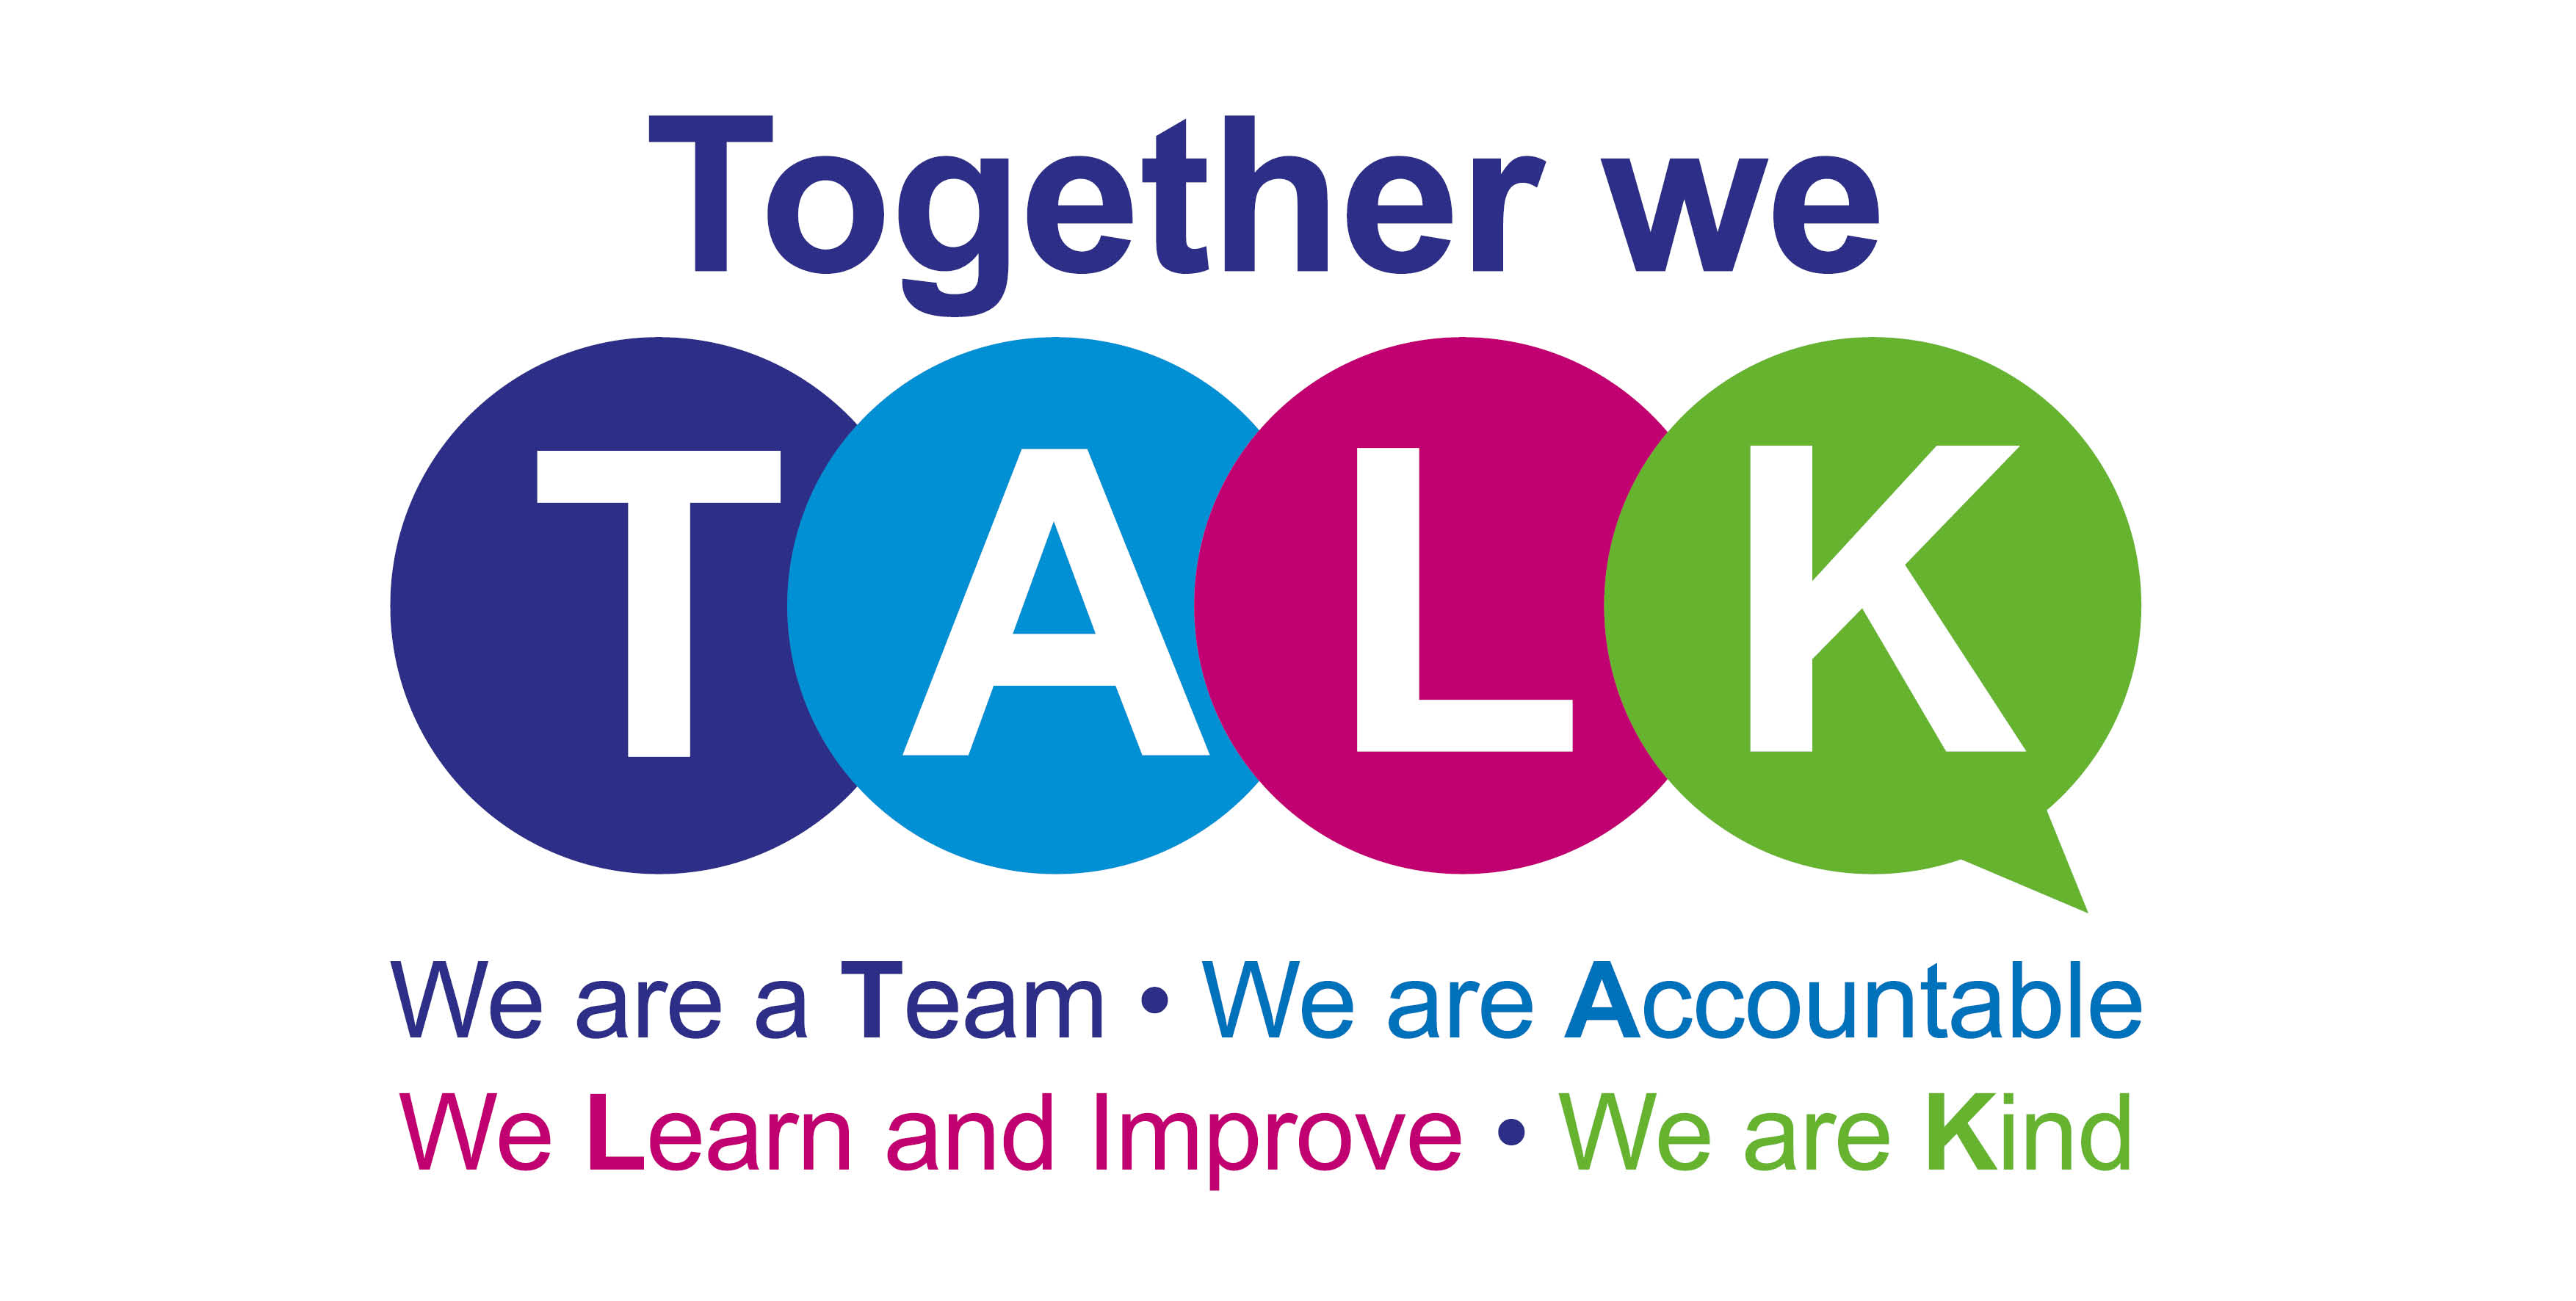 Together we
TALK
We are a Team • We are Accountable
We Learn and Improve • We are Kind